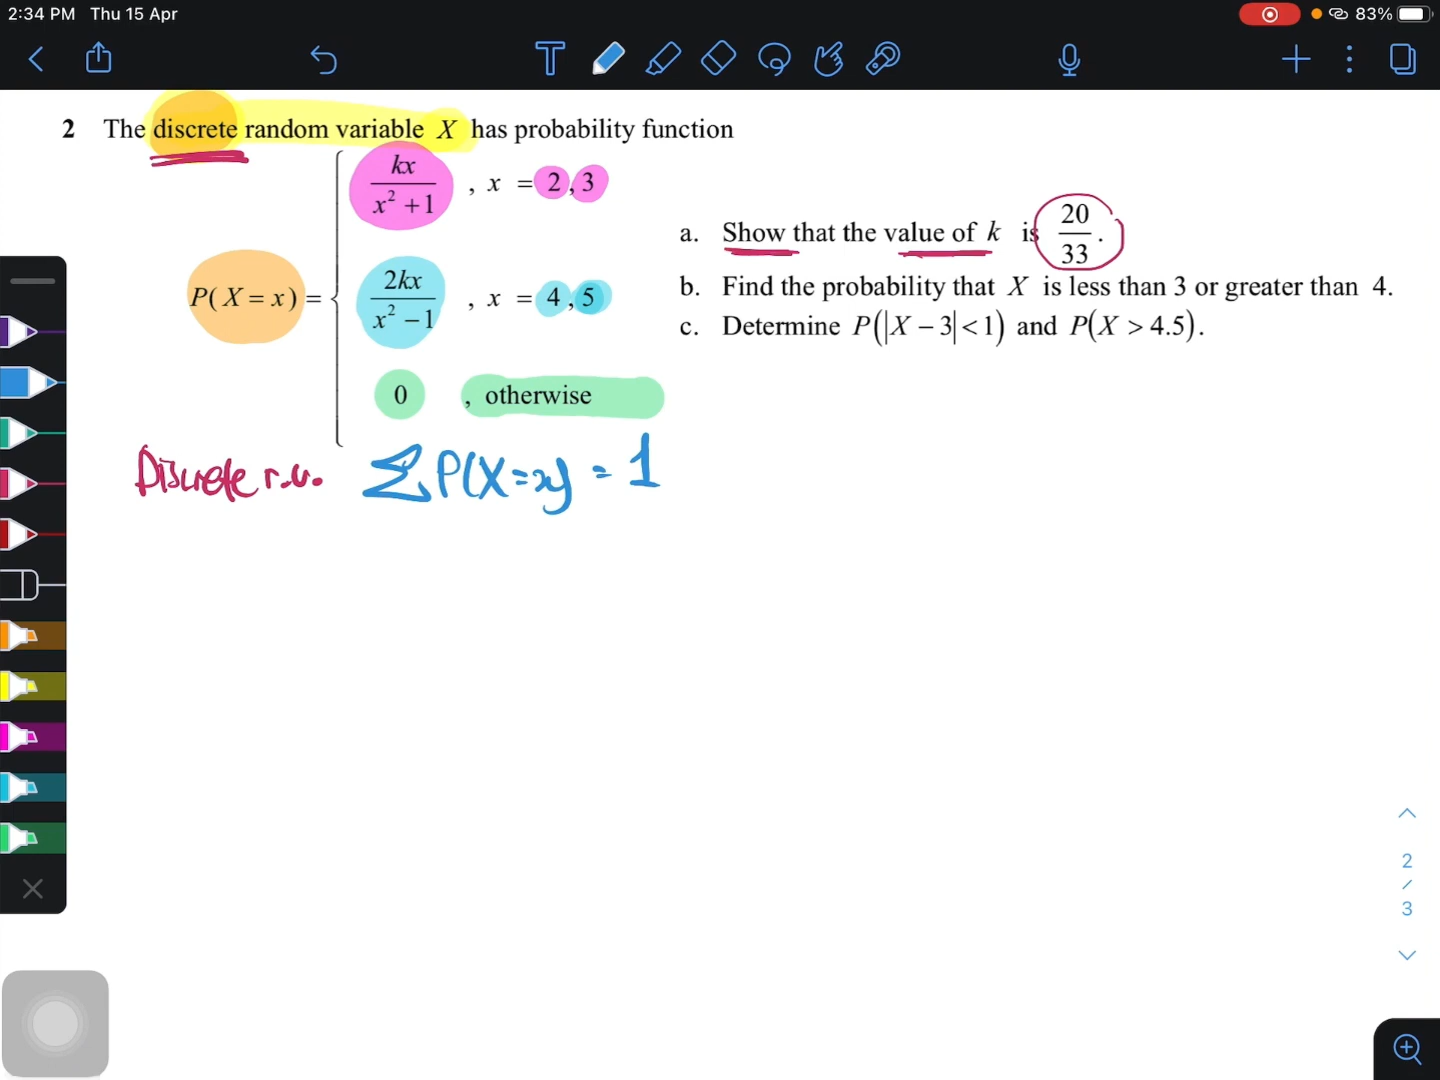 2:34 PM Thu 15 Apr
83%
2 The discrete random variable X has probability function
P(X = x) =
kx / x² + 1 , x = 2, 3
2kx / x² − 1 , x = 4, 5
0 , otherwise
a. Show that the value of k is 20 / 33 .
b. Find the probability that X is less than 3 or greater than 4.
c. Determine P(|X − 3| < 1) and P(X > 4.5).
Discrete r.v. Σ P(X=x) = 1
2
/
3